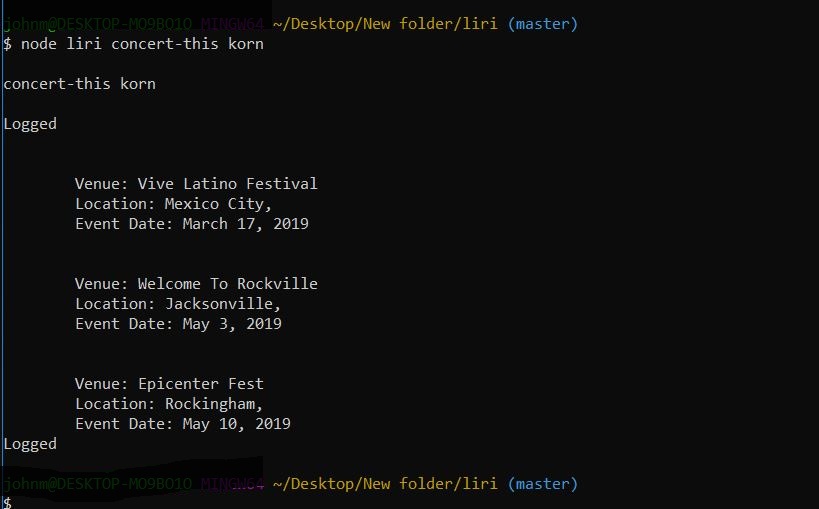 johnm@DESKTOP-MO9BO1O MINGW64 ~/Desktop/New folder/liri (master)
$ node liri concert-this korn
concert-this korn
Logged
Venue: Vive Latino Festival
Location: Mexico City,
Event Date: March 17, 2019
Venue: Welcome To Rockville
Location: Jacksonville,
Event Date: May 3, 2019
Venue: Epicenter Fest
Location: Rockingham,
Event Date: May 10, 2019
Logged
johnm@DESKTOP-MO9BO1O MINGW64 ~/Desktop/New folder/liri (master)
$